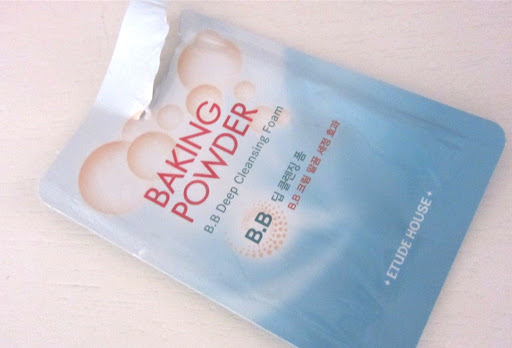 BAKING
POWDER
B.B Deep Cleansing Foam
B.B 딥 클렌징 폼
B.B 크림 말끔 세정 효과
ETUDE HOUSE